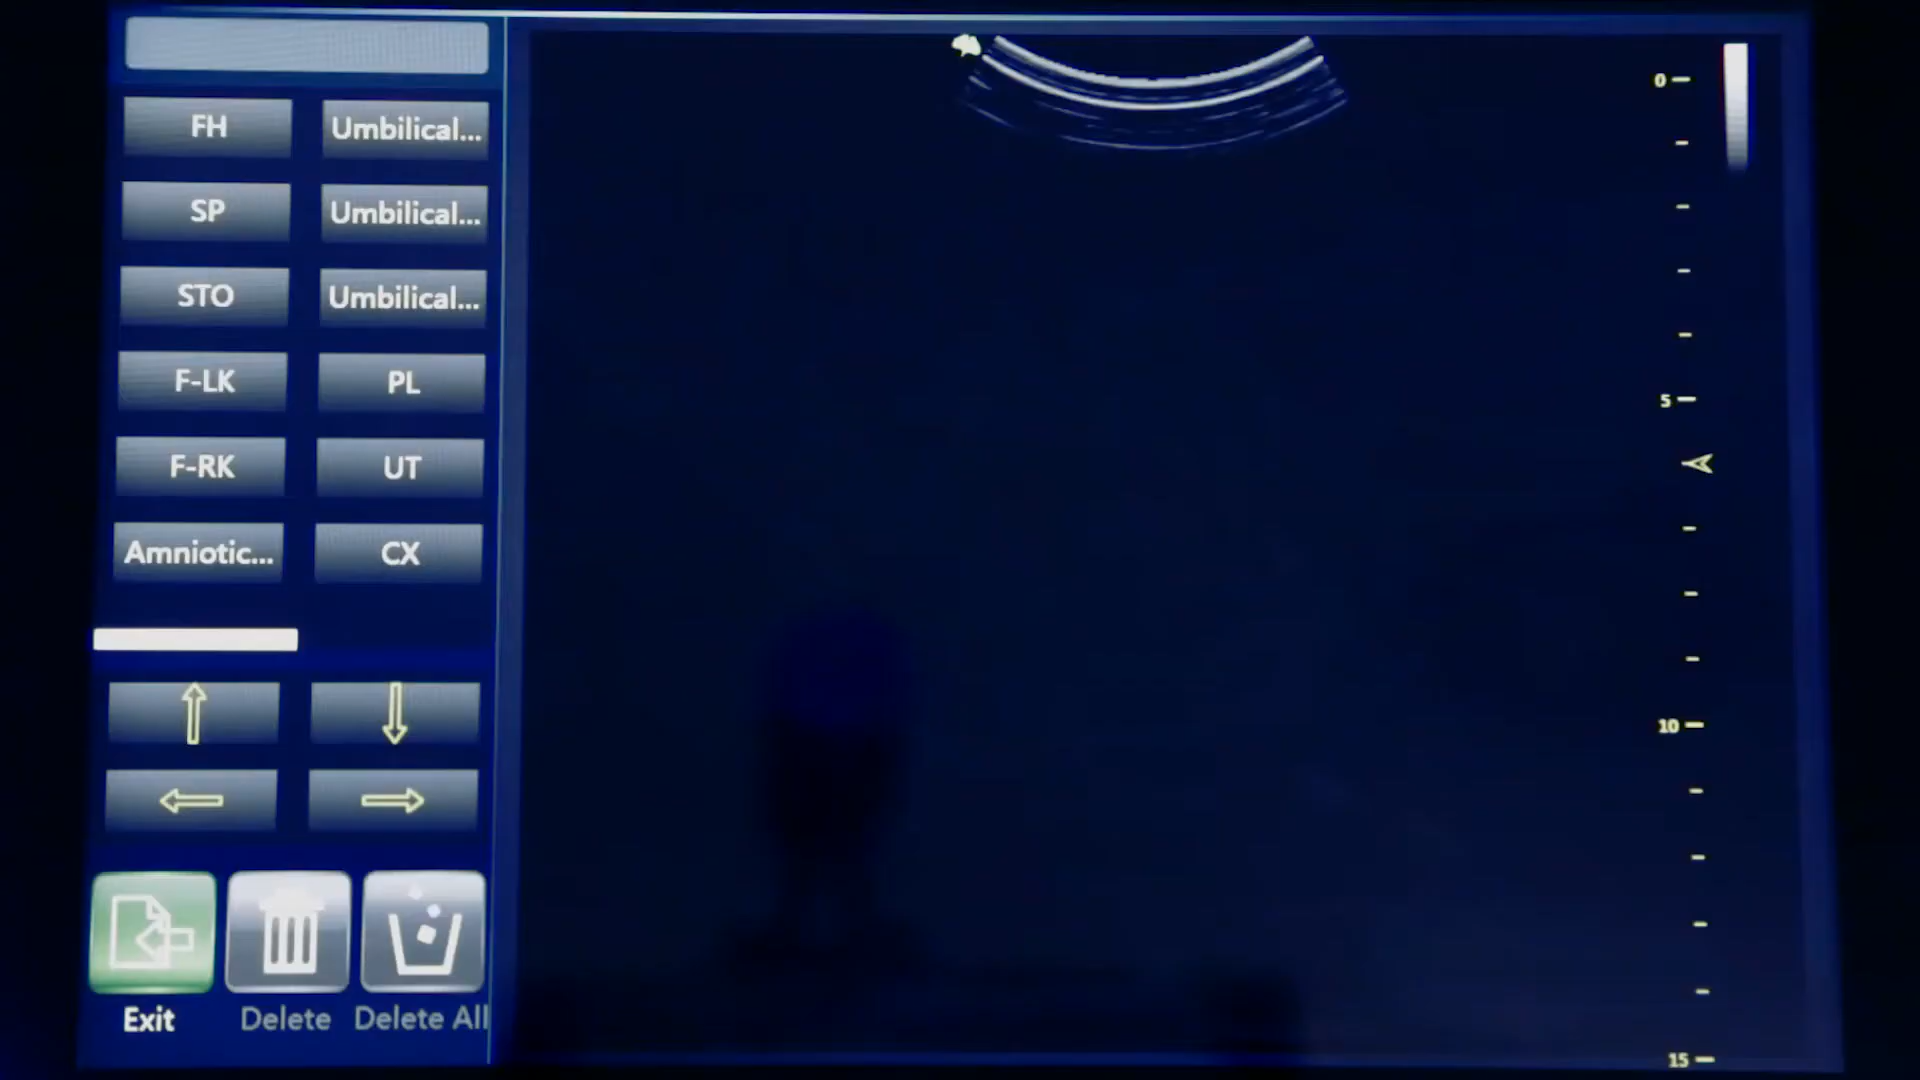 FH
Umbilical...
SP
Umbilical...
STO
Umbilical...
F-LK
PL
F-RK
UT
Amniotic...
CX
Exit
Delete
Delete All
0
5
10
15